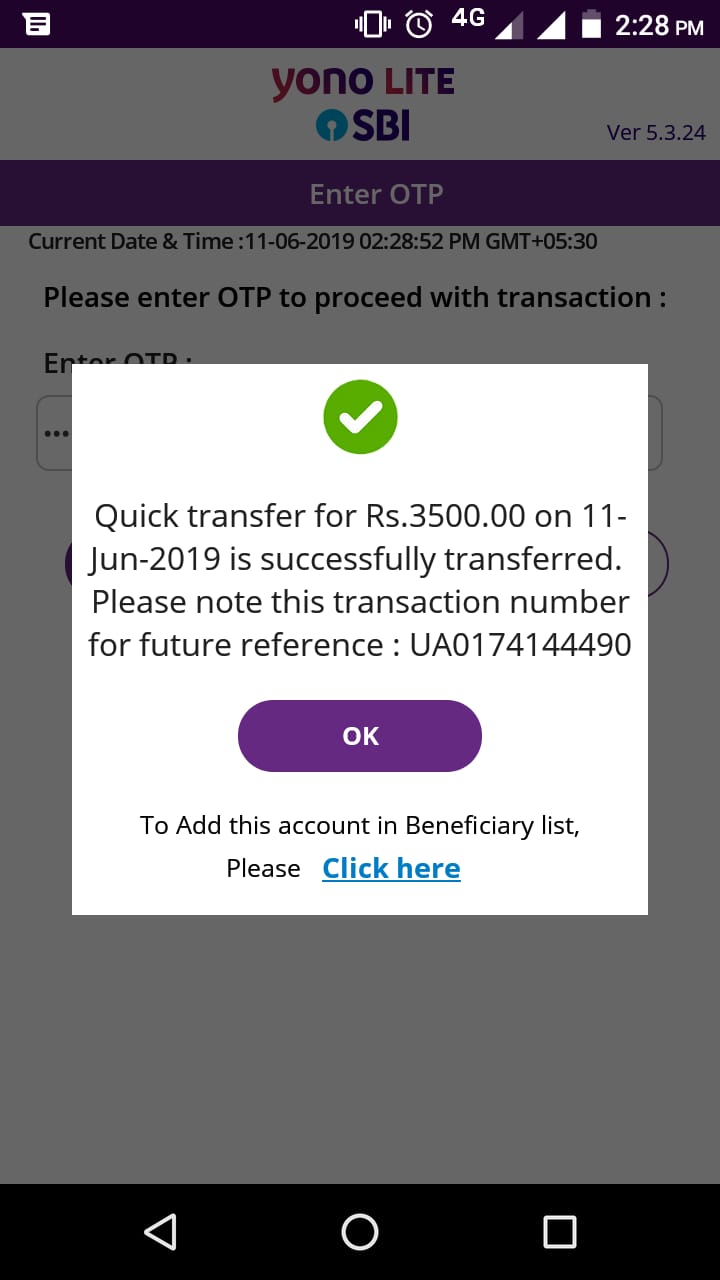 4G 2:28 PM
yono LITE
SBI
Ver 5.3.24
Enter OTP
Current Date & Time :11-06-2019 02:28:52 PM GMT+05:30
Please enter OTP to proceed with transaction :
Enter OTP :
•••
Quick transfer for Rs.3500.00 on 11-
Jun-2019 is successfully transferred.
Please note this transaction number
for future reference : UA0174144490
OK
To Add this account in Beneficiary list,
Please Click here